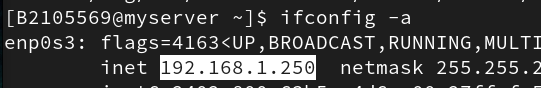 [B2105569@myserver ~]$ ifconfig -a
enp0s3: flags=4163<UP,BROADCAST,RUNNING,MULTI
inet 192.168.1.250 netmask 255.255.2